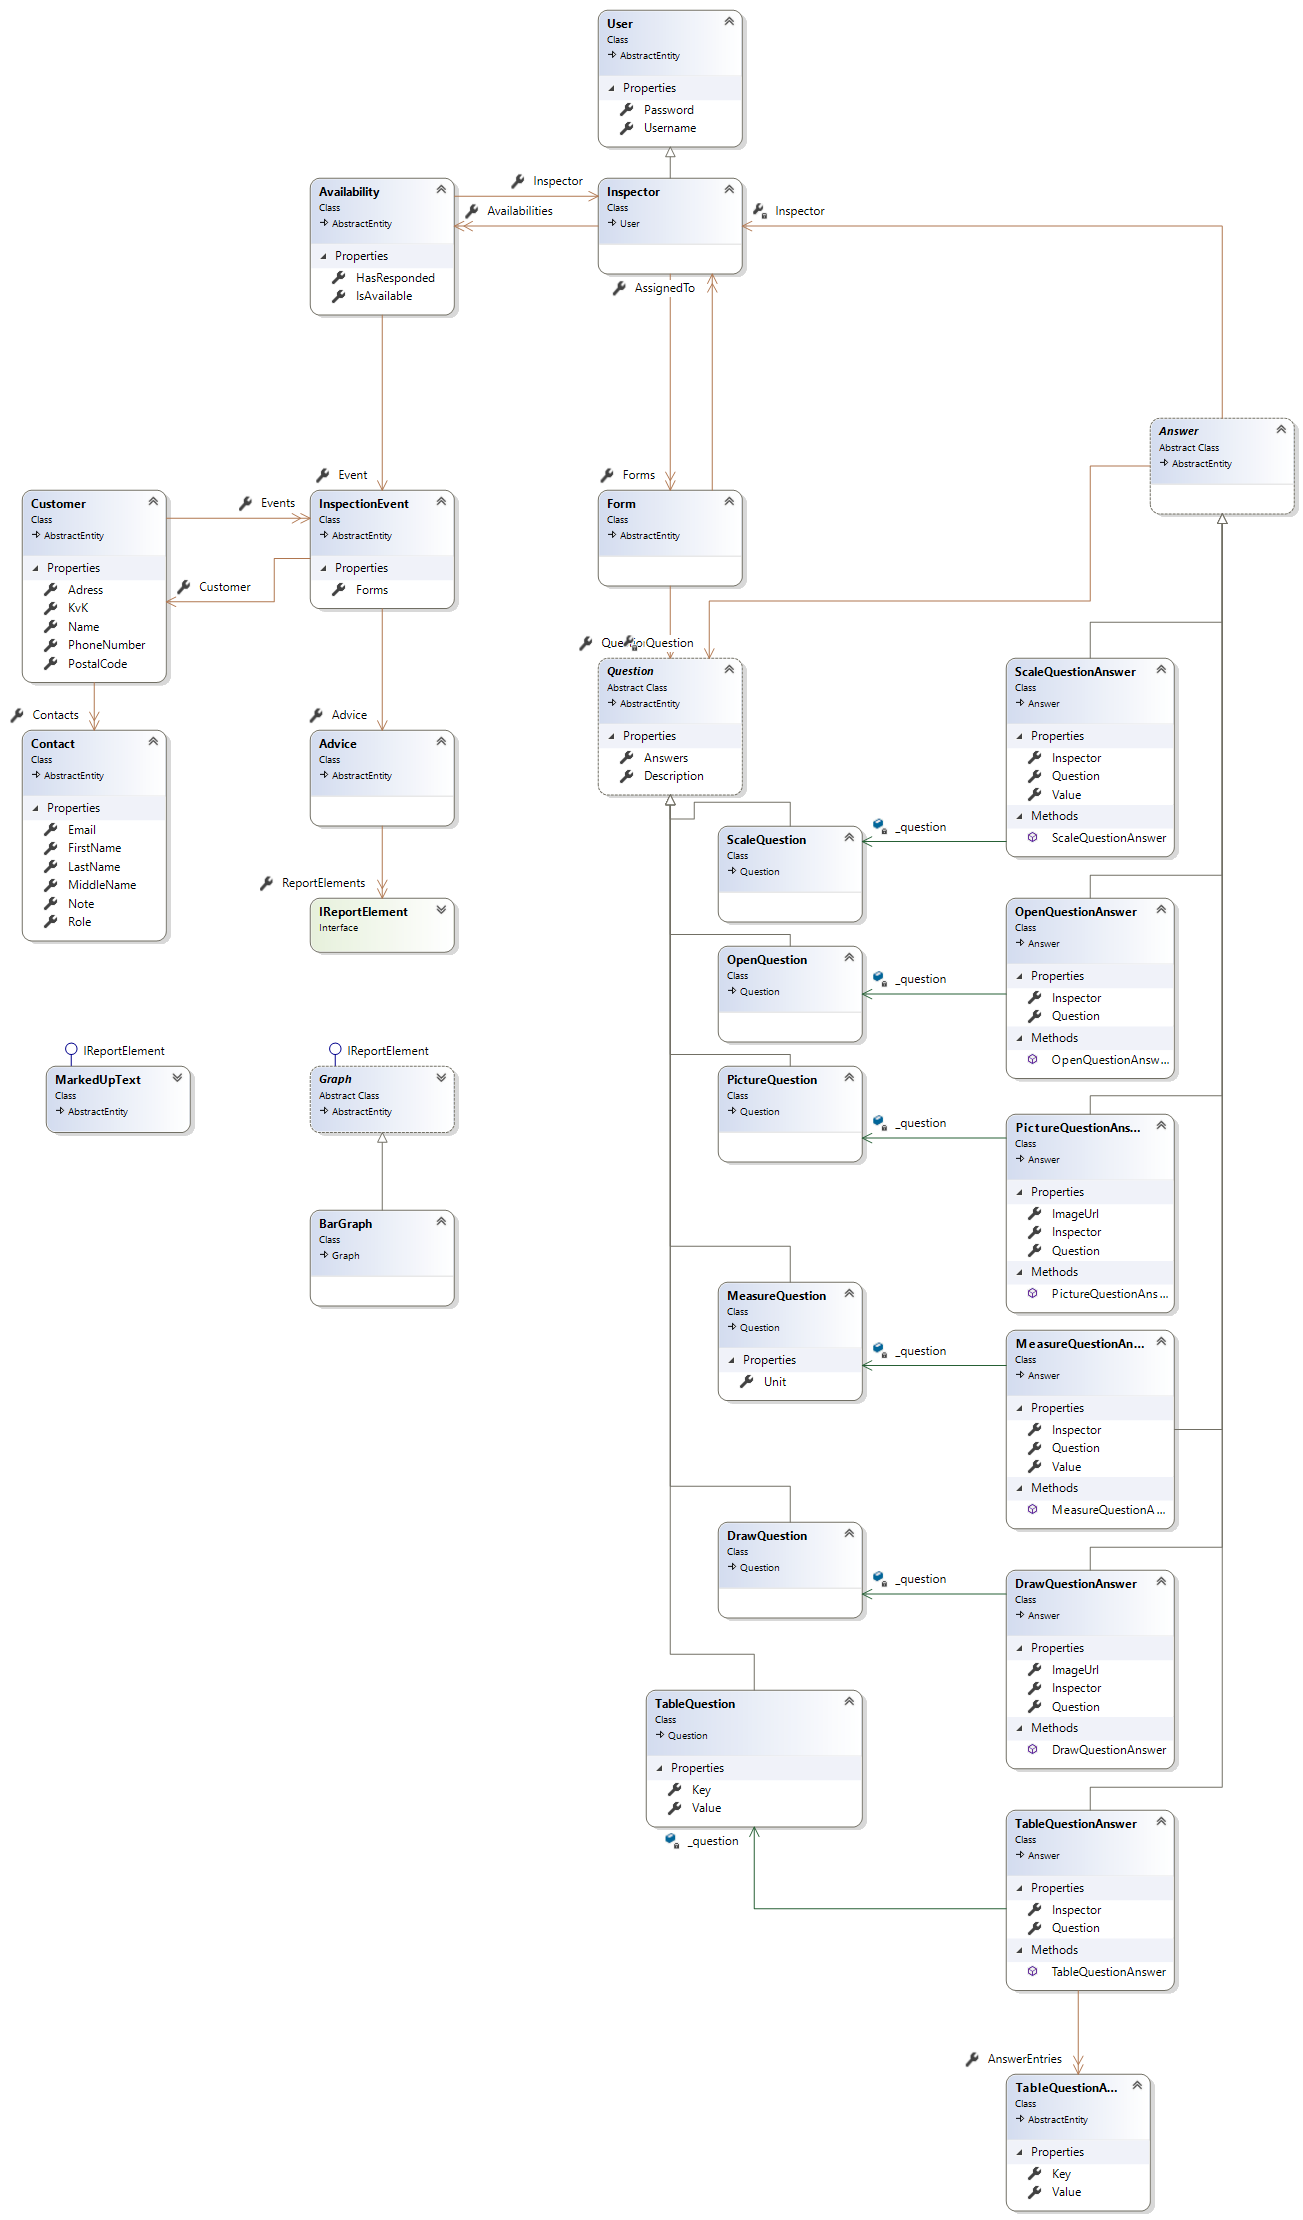 User
Class
AbstractEntity
Properties
Password
Username
Availability
Class
AbstractEntity
Properties
HasResponded
IsAvailable
Inspector
Availabilities
Inspector
Class
User
Inspector
AssignedTo
Answer
Abstract Class
AbstractEntity
Event
Forms
Customer
Class
AbstractEntity
Properties
Adress
KvK
Name
PhoneNumber
PostalCode
Events
Customer
InspectionEvent
Class
AbstractEntity
Properties
Forms
Form
Class
AbstractEntity
Question
Question
Abstract Class
AbstractEntity
Properties
Answers
Description
Contacts
Contact
Class
AbstractEntity
Properties
Email
FirstName
LastName
MiddleName
Note
Role
Advice
Advice
Class
AbstractEntity
ReportElements
IReportElement
Interface
IReportElement
MarkedUpText
Class
AbstractEntity
IReportElement
Graph
Abstract Class
AbstractEntity
BarGraph
Class
Graph
ScaleQuestion
Class
Question
_question
ScaleQuestionAnswer
Class
Answer
Properties
Inspector
Question
Value
Methods
ScaleQuestionAnswer
OpenQuestion
Class
Question
_question
OpenQuestionAnswer
Class
Answer
Properties
Inspector
Question
Methods
OpenQuestionAnsw...
PictureQuestion
Class
Question
_question
PictureQuestionAns...
Class
Answer
Properties
ImageUrl
Inspector
Question
Methods
PictureQuestionAns...
MeasureQuestion
Class
Question
Properties
Unit
_question
MeasureQuestionAn...
Class
Answer
Properties
Inspector
Question
Value
Methods
MeasureQuestionA...
DrawQuestion
Class
Question
_question
DrawQuestionAnswer
Class
Answer
Properties
ImageUrl
Inspector
Question
Methods
DrawQuestionAnswer
TableQuestion
Class
Question
Properties
Key
Value
_question
TableQuestionAnswer
Class
Answer
Properties
Inspector
Question
Methods
TableQuestionAnswer
AnswerEntries
TableQuestionA...
Class
AbstractEntity
Properties
Key
Value